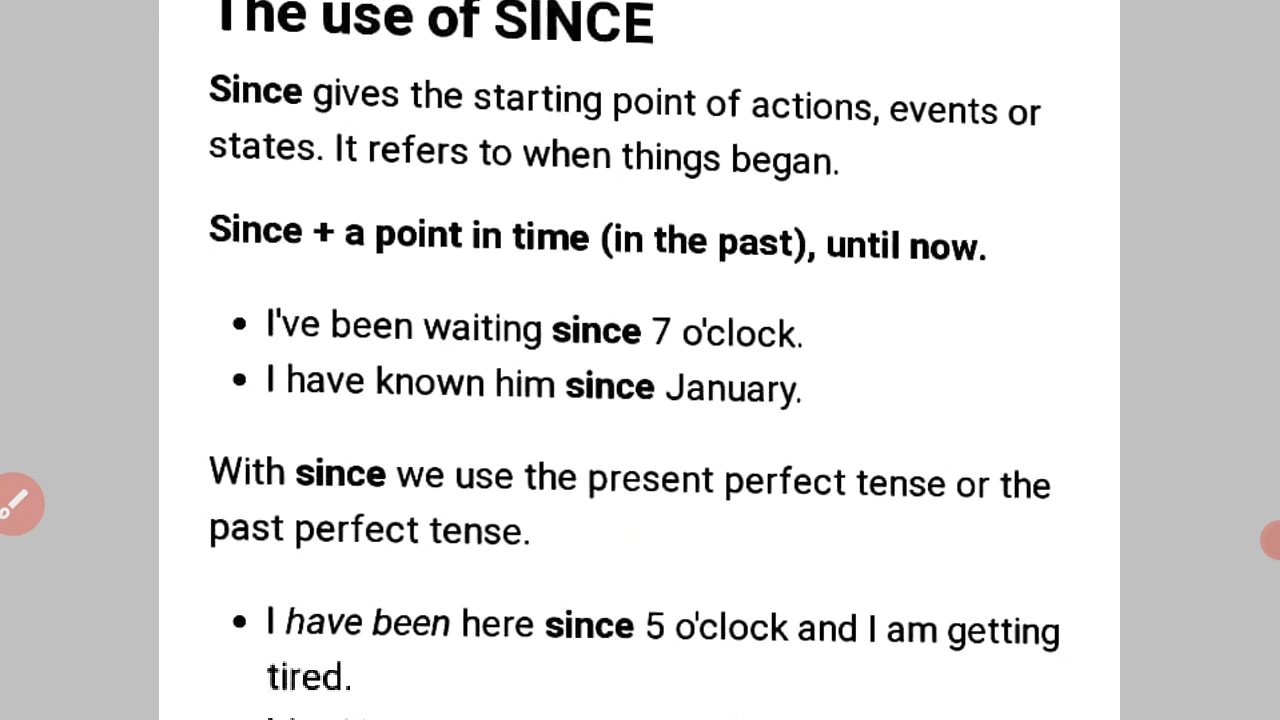 The use of SINCE
Since gives the starting point of actions, events or
states. It refers to when things began.
Since + a point in time (in the past), until now.
• I've been waiting since 7 o'clock.
• I have known him since January.
With since we use the present perfect tense or the
past perfect tense.
• I have been here since 5 o'clock and I am getting
tired.